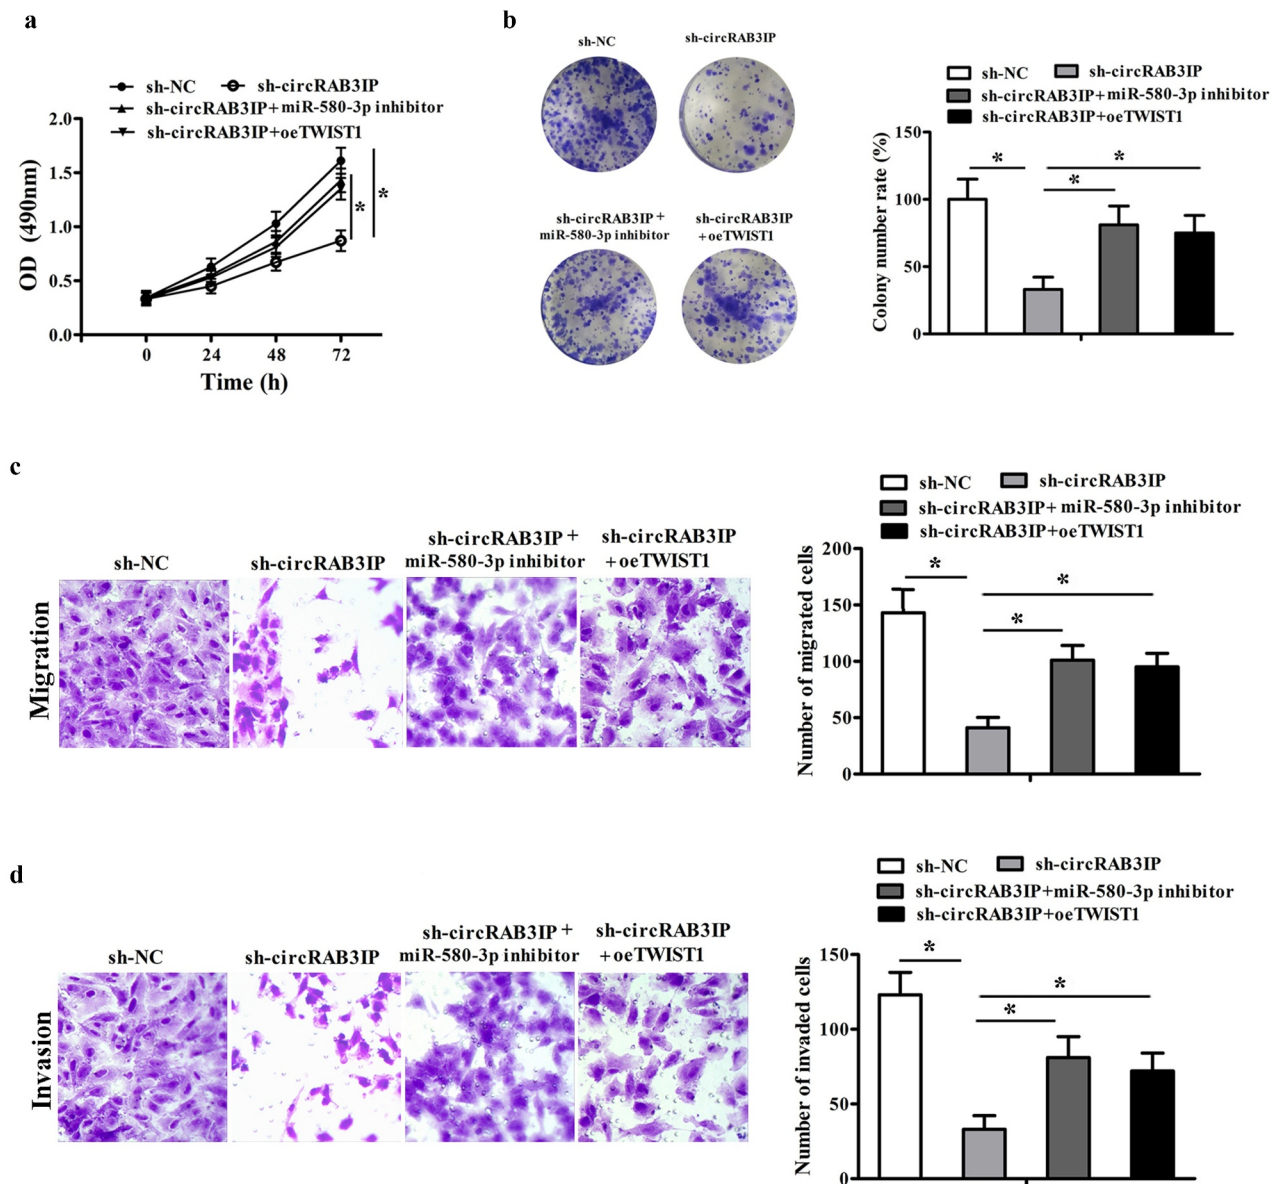 a
sh-NC sh-circRAB3IP
sh-circRAB3IP+miR-580-3p inhibitor
sh-circRAB3IP+oeTWIST1
OD (490nm)
2.0
1.5
1.0
0.5
0.0
* *
0 24 48 72
Time (h)
b
sh-NC sh-circRAB3IP
sh-circRAB3IP + miR-580-3p inhibitor
sh-circRAB3IP +oeTWIST1
sh-NC sh-circRAB3IP
sh-circRAB3IP+miR-580-3p inhibitor
sh-circRAB3IP+oeTWIST1
Colony number rate (%)
150
100
50
0
* * *
c
Migration
sh-NC
sh-circRAB3IP
sh-circRAB3IP +
miR-580-3p inhibitor
sh-circRAB3IP
+oeTWIST1
sh-NC sh-circRAB3IP
sh-circRAB3IP+ miR-580-3p inhibitor
sh-circRAB3IP+oeTWIST1
Number of migrated cells
200
150
100
50
0
* * *
d
Invasion
sh-NC
sh-circRAB3IP
sh-circRAB3IP +
miR-580-3p inhibitor
sh-circRAB3IP
+oeTWIST1
sh-NC sh-circRAB3IP
sh-circRAB3IP+miR-580-3p inhibitor
sh-circRAB3IP+oeTWIST1
Number of invaded cells
150
100
50
0
* * *